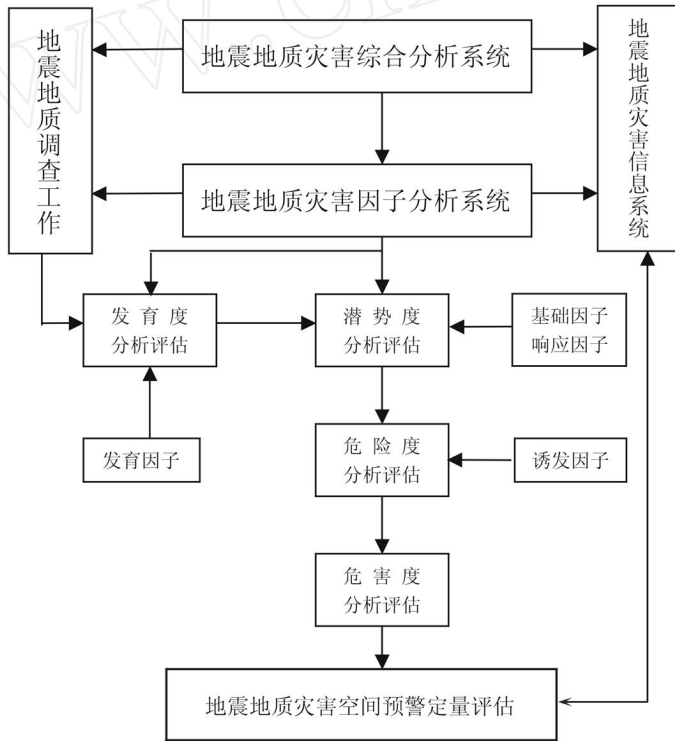 地震地质调查工作
地震地质灾害综合分析系统
地震地质灾害信息系统
地震地质灾害因子分析系统
发育度
分析评估
潜势度
分析评估
基础因子
响应因子
发育因子
危险度
分析评估
诱发因子
危害度
分析评估
地震地质灾害空间预警定量评估